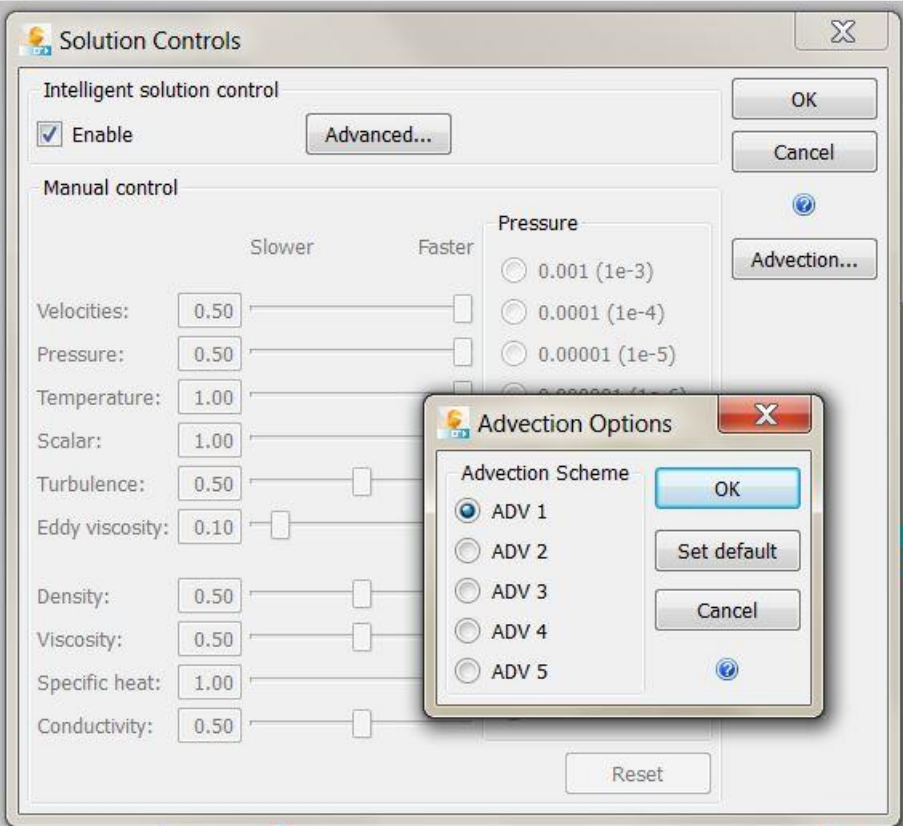 Solution Controls
Intelligent solution control
Enable
Advanced...
OK
Cancel
Manual control
Slower
Faster
Pressure
Advection...
0.001 (1e-3)
Velocities: 0.50
0.0001 (1e-4)
Pressure: 0.50
0.00001 (1e-5)
Temperature: 1.00
Scalar: 1.00
Turbulence: 0.50
Eddy viscosity: 0.10
Density: 0.50
Viscosity: 0.50
Specific heat: 1.00
Conductivity: 0.50
Reset
Advection Options
Advection Scheme
ADV 1
ADV 2
ADV 3
ADV 4
ADV 5
OK
Set default
Cancel